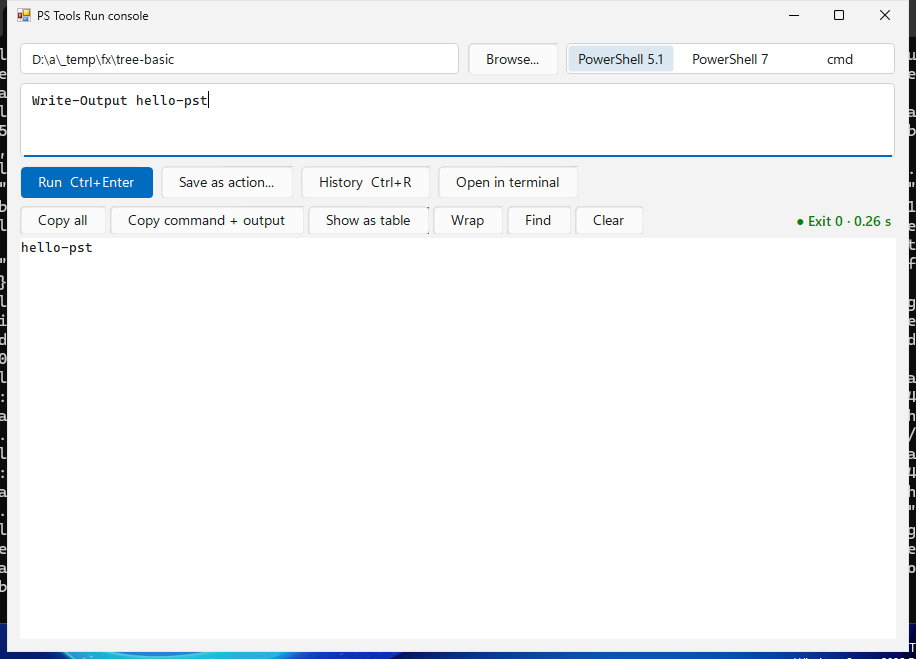 PS Tools Run console
D:\a\_temp\fx\tree-basic Browse... PowerShell 5.1 PowerShell 7 cmd
Write-Output hello-pst
Run Ctrl+Enter Save as action... History Ctrl+R Open in terminal
Copy all Copy command + output Show as table Wrap Find Clear ● Exit 0 · 0.26 s
hello-pst